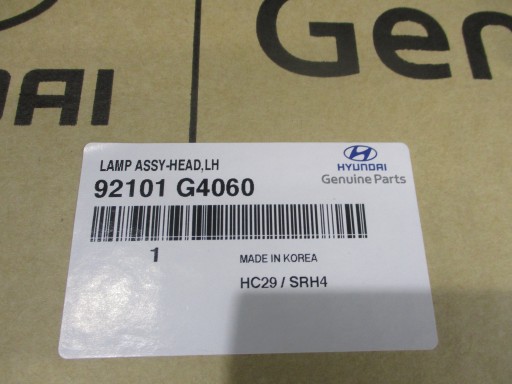 Gen
DAI
LAMP ASSY-HEAD,LH
HYUNDAI
Genuine Parts
92101 G4060
1
MADE IN KOREA
HC29 / SRH4